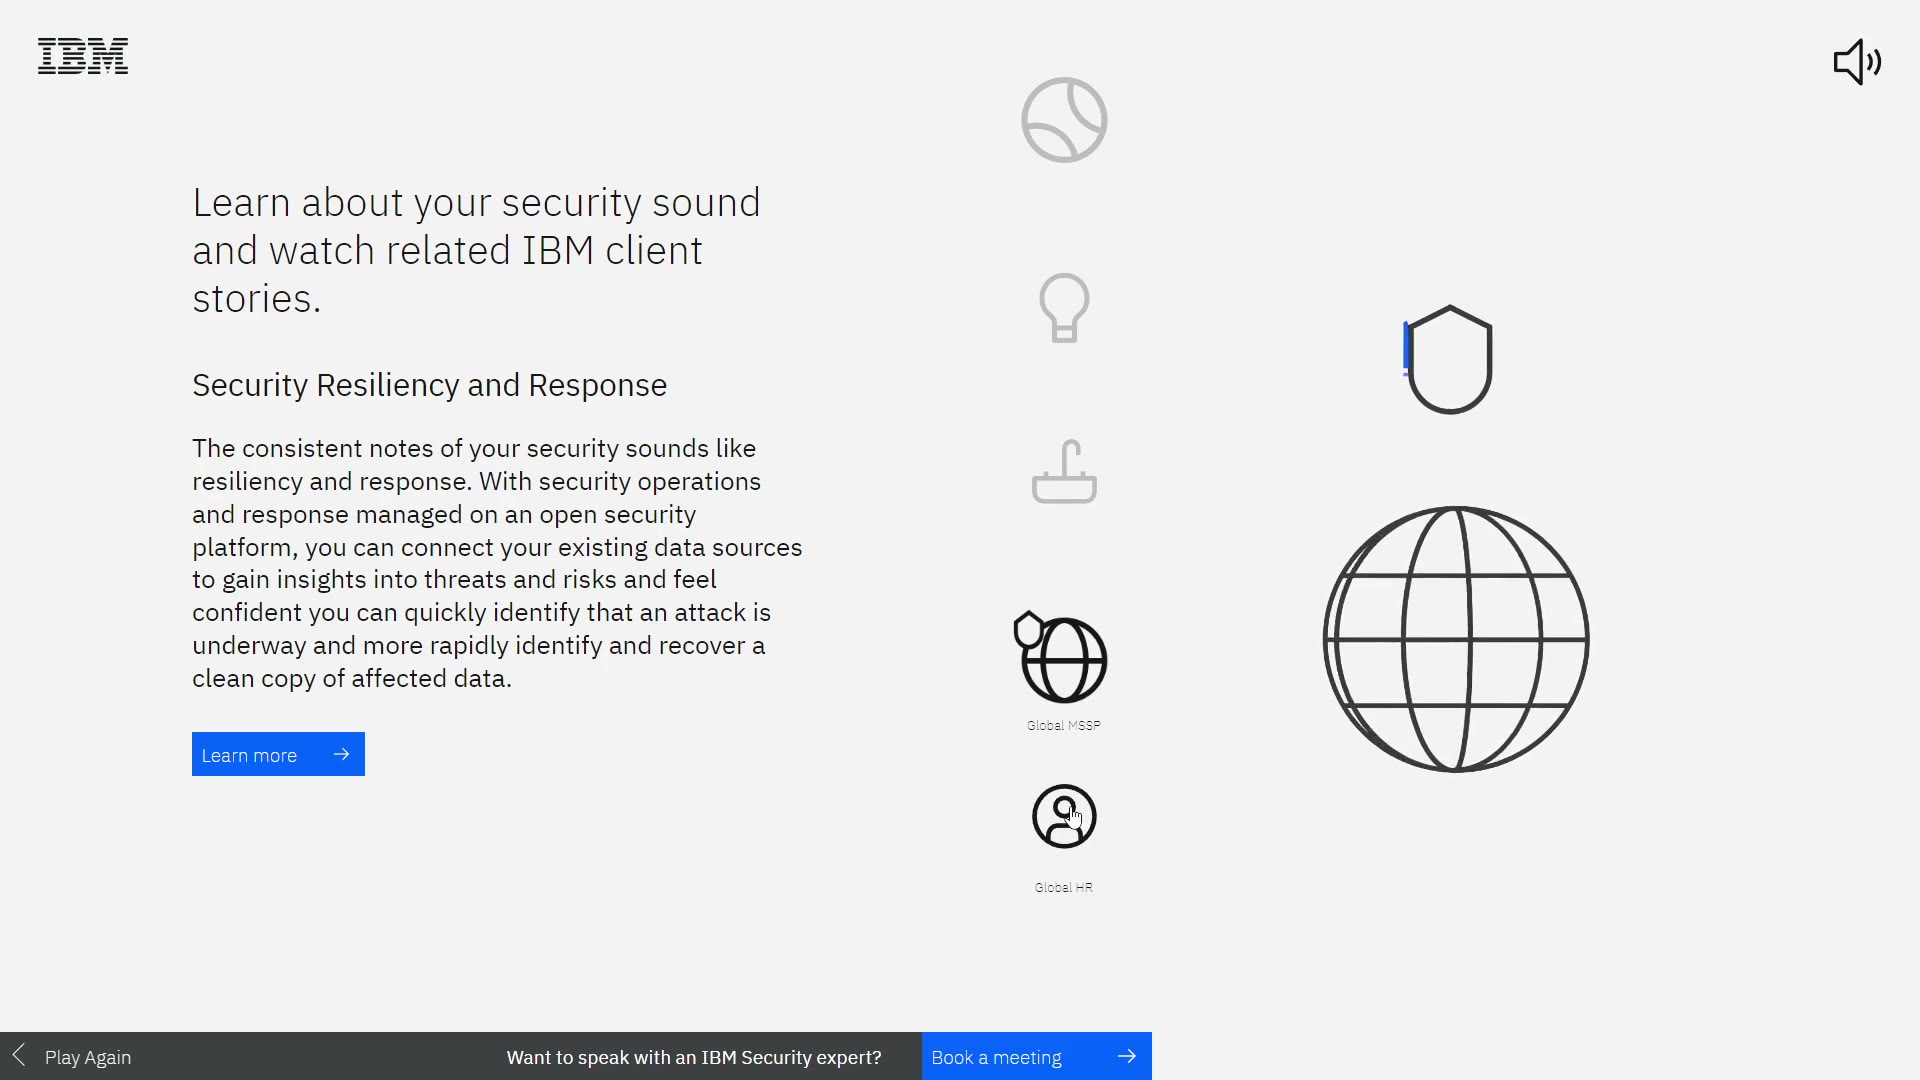 IBM
Learn about your security sound
and watch related IBM client
stories.
Security Resiliency and Response
The consistent notes of your security sounds like
resiliency and response. With security operations
and response managed on an open security
platform, you can connect your existing data sources
to gain insights into threats and risks and feel
confident you can quickly identify that an attack is
underway and more rapidly identify and recover a
clean copy of affected data.
Learn more
Global MSSP
Global HR
Play Again
Want to speak with an IBM Security expert?
Book a meeting